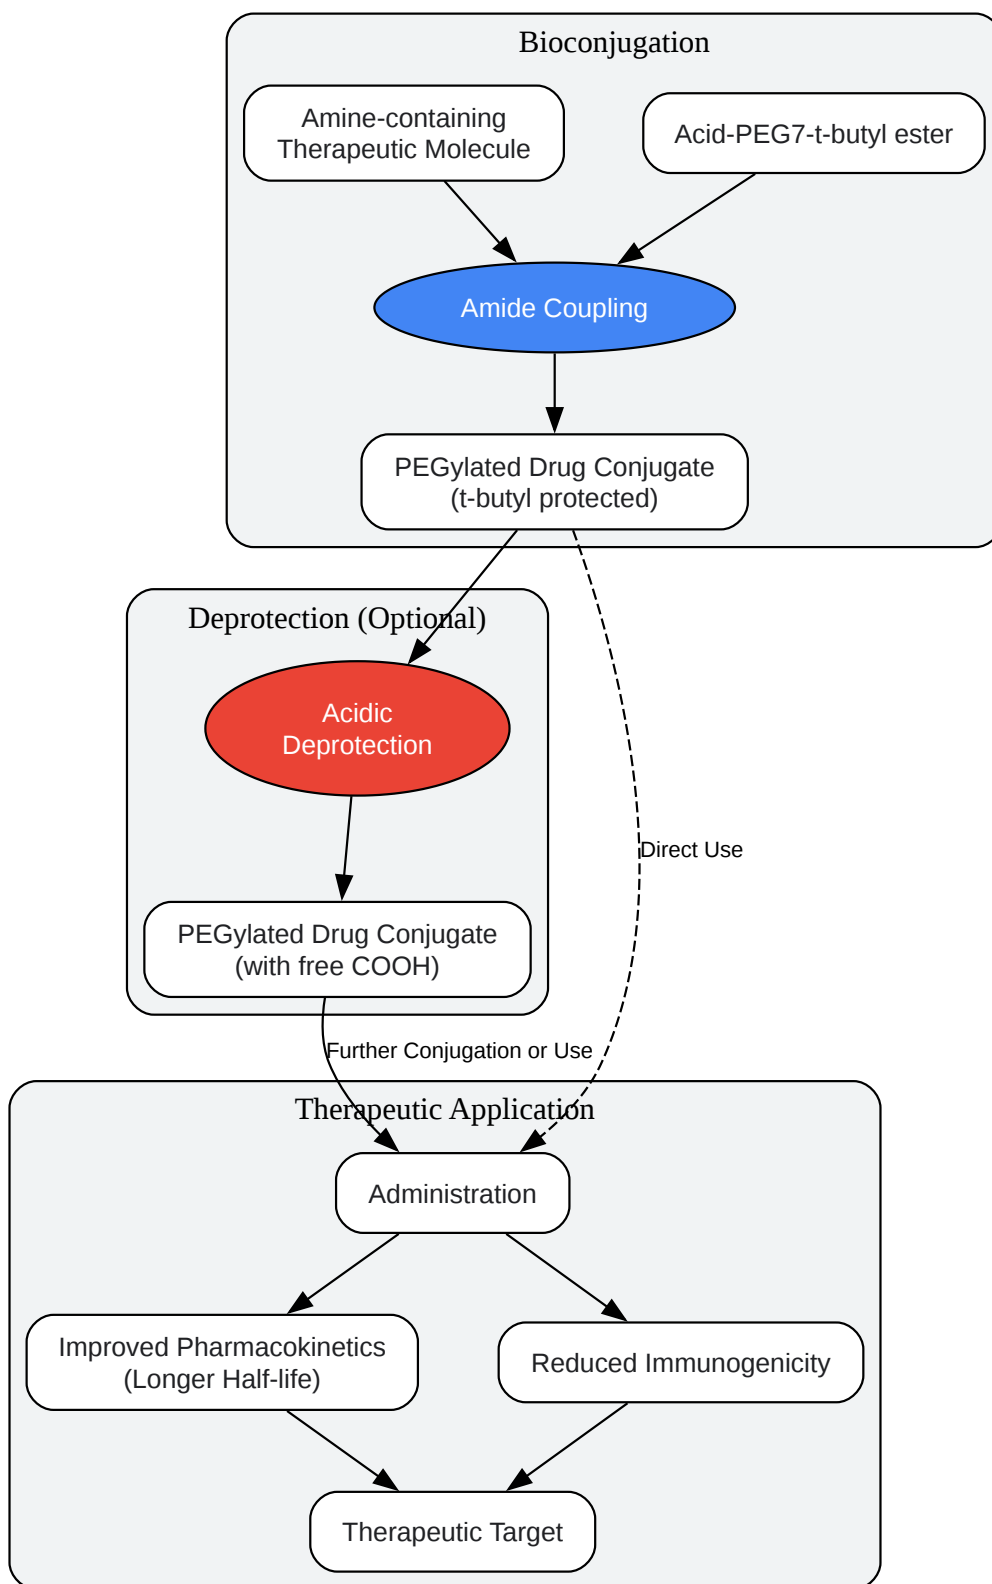 Bioconjugation
Amine-containing
Therapeutic Molecule
Acid-PEG7-t-butyl ester
Amide Coupling
PEGylated Drug Conjugate
(t-butyl protected)
Deprotection (Optional)
Acidic
Deprotection
Direct Use
PEGylated Drug Conjugate
(with free COOH)
Further Conjugation or Use
Therapeutic Application
Administration
Improved Pharmacokinetics
(Longer Half-life)
Reduced Immunogenicity
Therapeutic Target